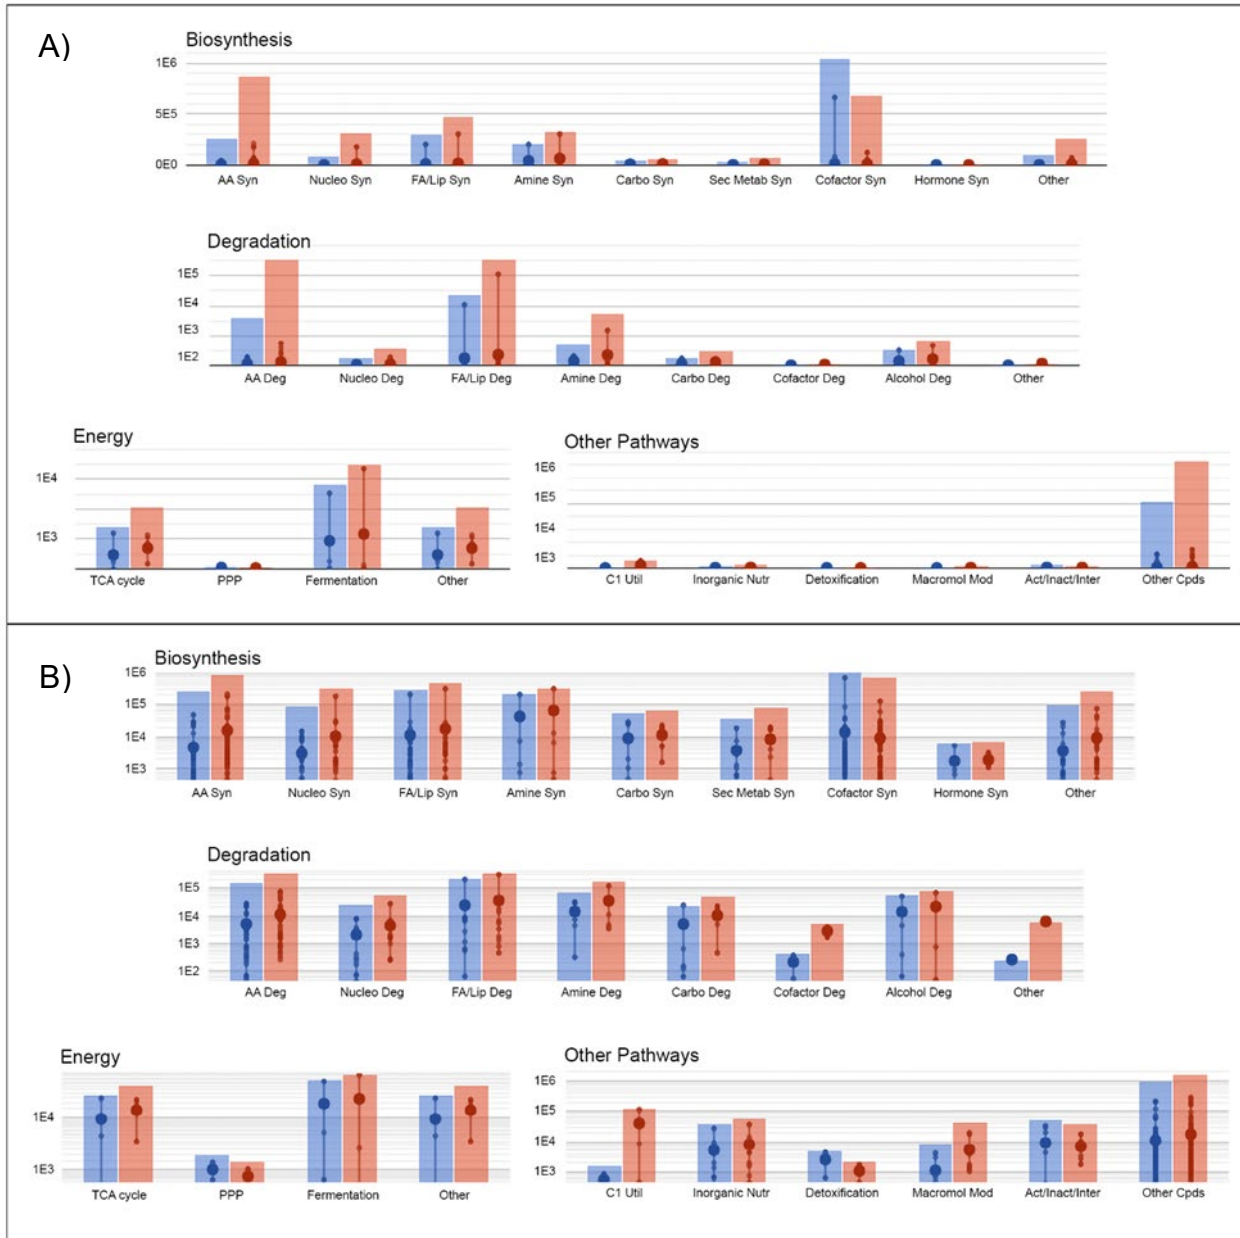 A)
Biosynthesis
1E6
5E5
0E0
AA Syn Nucleo Syn FA/Lip Syn Amine Syn Carbo Syn Sec Metab Syn Cofactor Syn Hormone Syn Other
Degradation
1E5
1E4
1E3
1E2
AA Deg Nucleo Deg FA/Lip Deg Amine Deg Carbo Deg Cofactor Deg Alcohol Deg Other
Energy
1E4
1E3
TCA cycle PPP Fermentation Other
Other Pathways
1E6
1E5
1E4
1E3
C1 Util Inorganic Nutr Detoxification Macromol Mod Act/Inact/Inter Other Cpds
B)
Biosynthesis
1E6
1E5
1E4
1E3
AA Syn Nucleo Syn FA/Lip Syn Amine Syn Carbo Syn Sec Metab Syn Cofactor Syn Hormone Syn Other
Degradation
1E5
1E4
1E3
1E2
AA Deg Nucleo Deg FA/Lip Deg Amine Deg Carbo Deg Cofactor Deg Alcohol Deg Other
Energy
1E4
1E3
TCA cycle PPP Fermentation Other
Other Pathways
1E6
1E5
1E4
1E3
C1 Util Inorganic Nutr Detoxification Macromol Mod Act/Inact/Inter Other Cpds